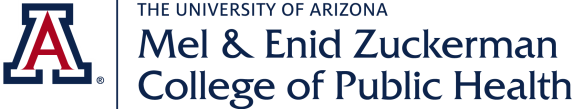 A®
THE UNIVERSITY OF ARIZONA
Mel & Enid Zuckerman
College of Public Health